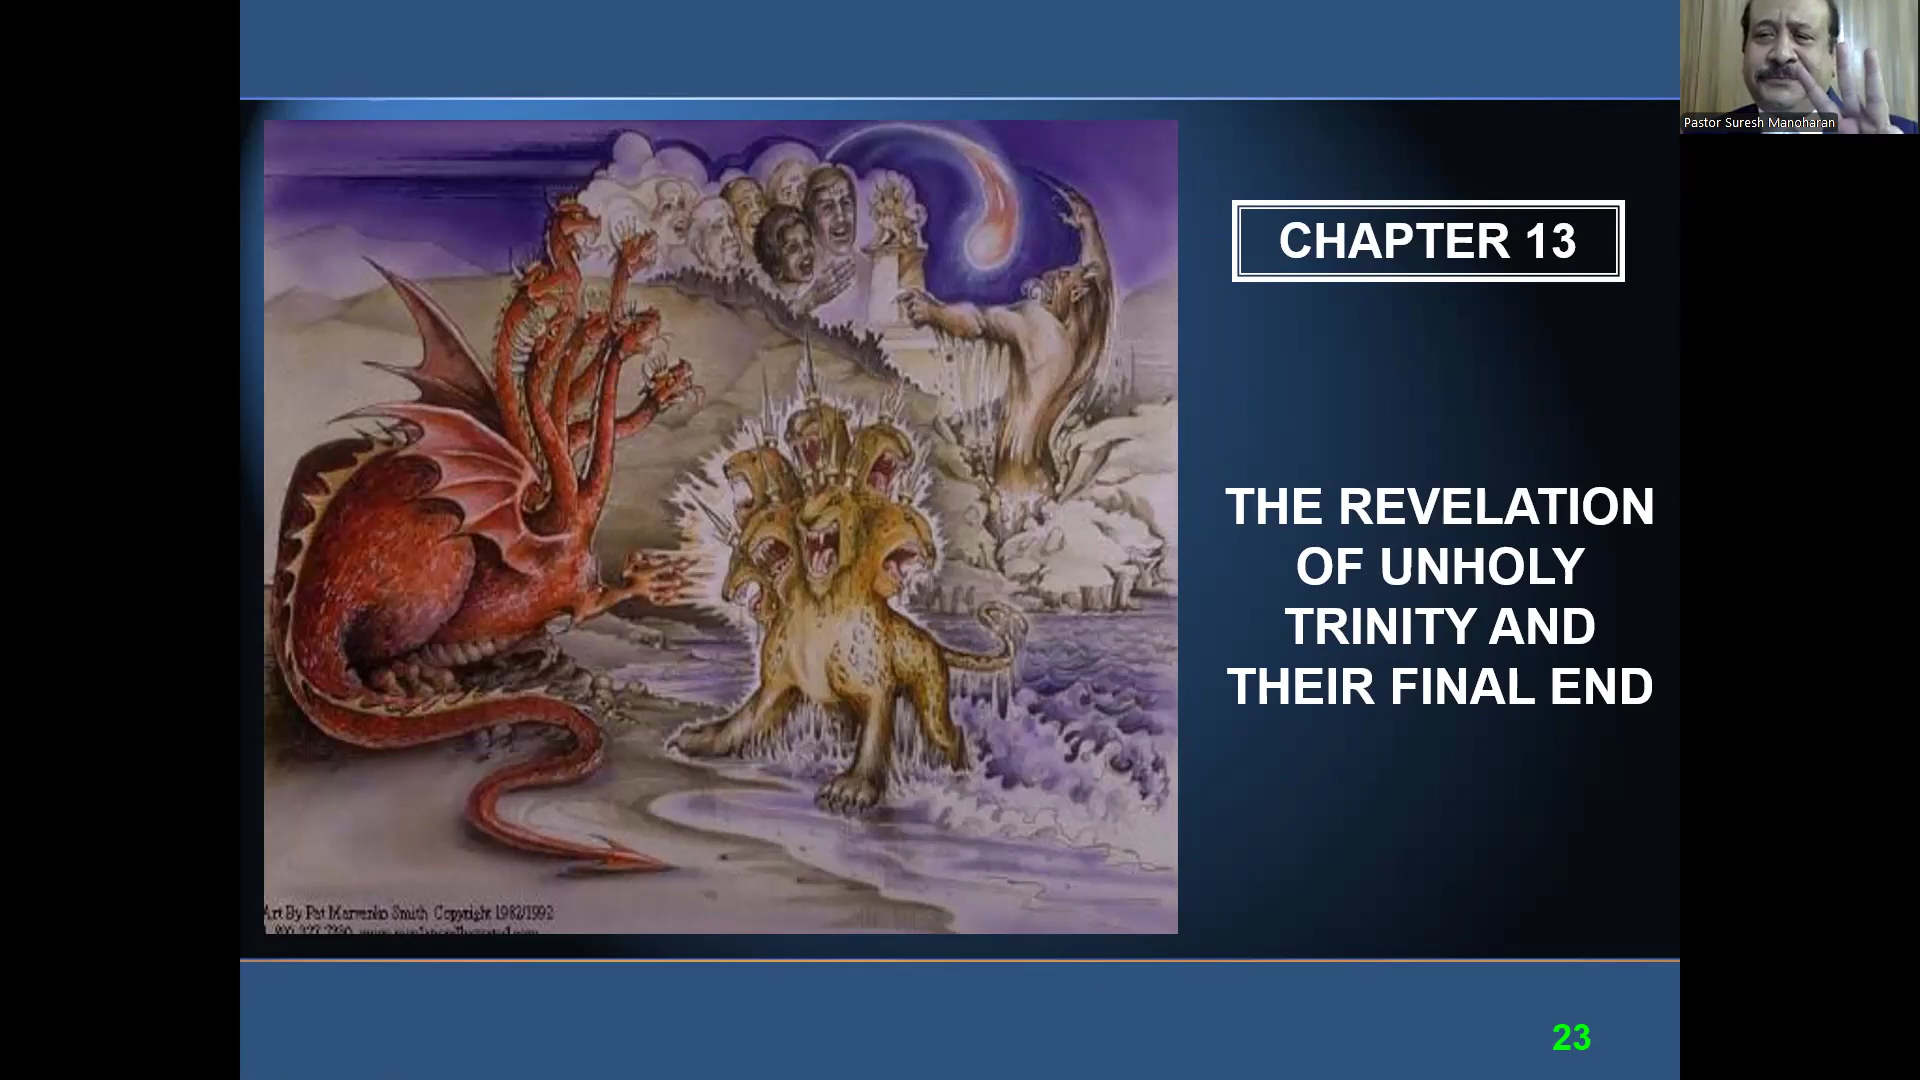 Pastor Suresh Manoharan
CHAPTER 13
THE REVELATION
OF UNHOLY
TRINITY AND
THEIR FINAL END
Art By Pat Marvenko Smith Copyright 1982/1992
23